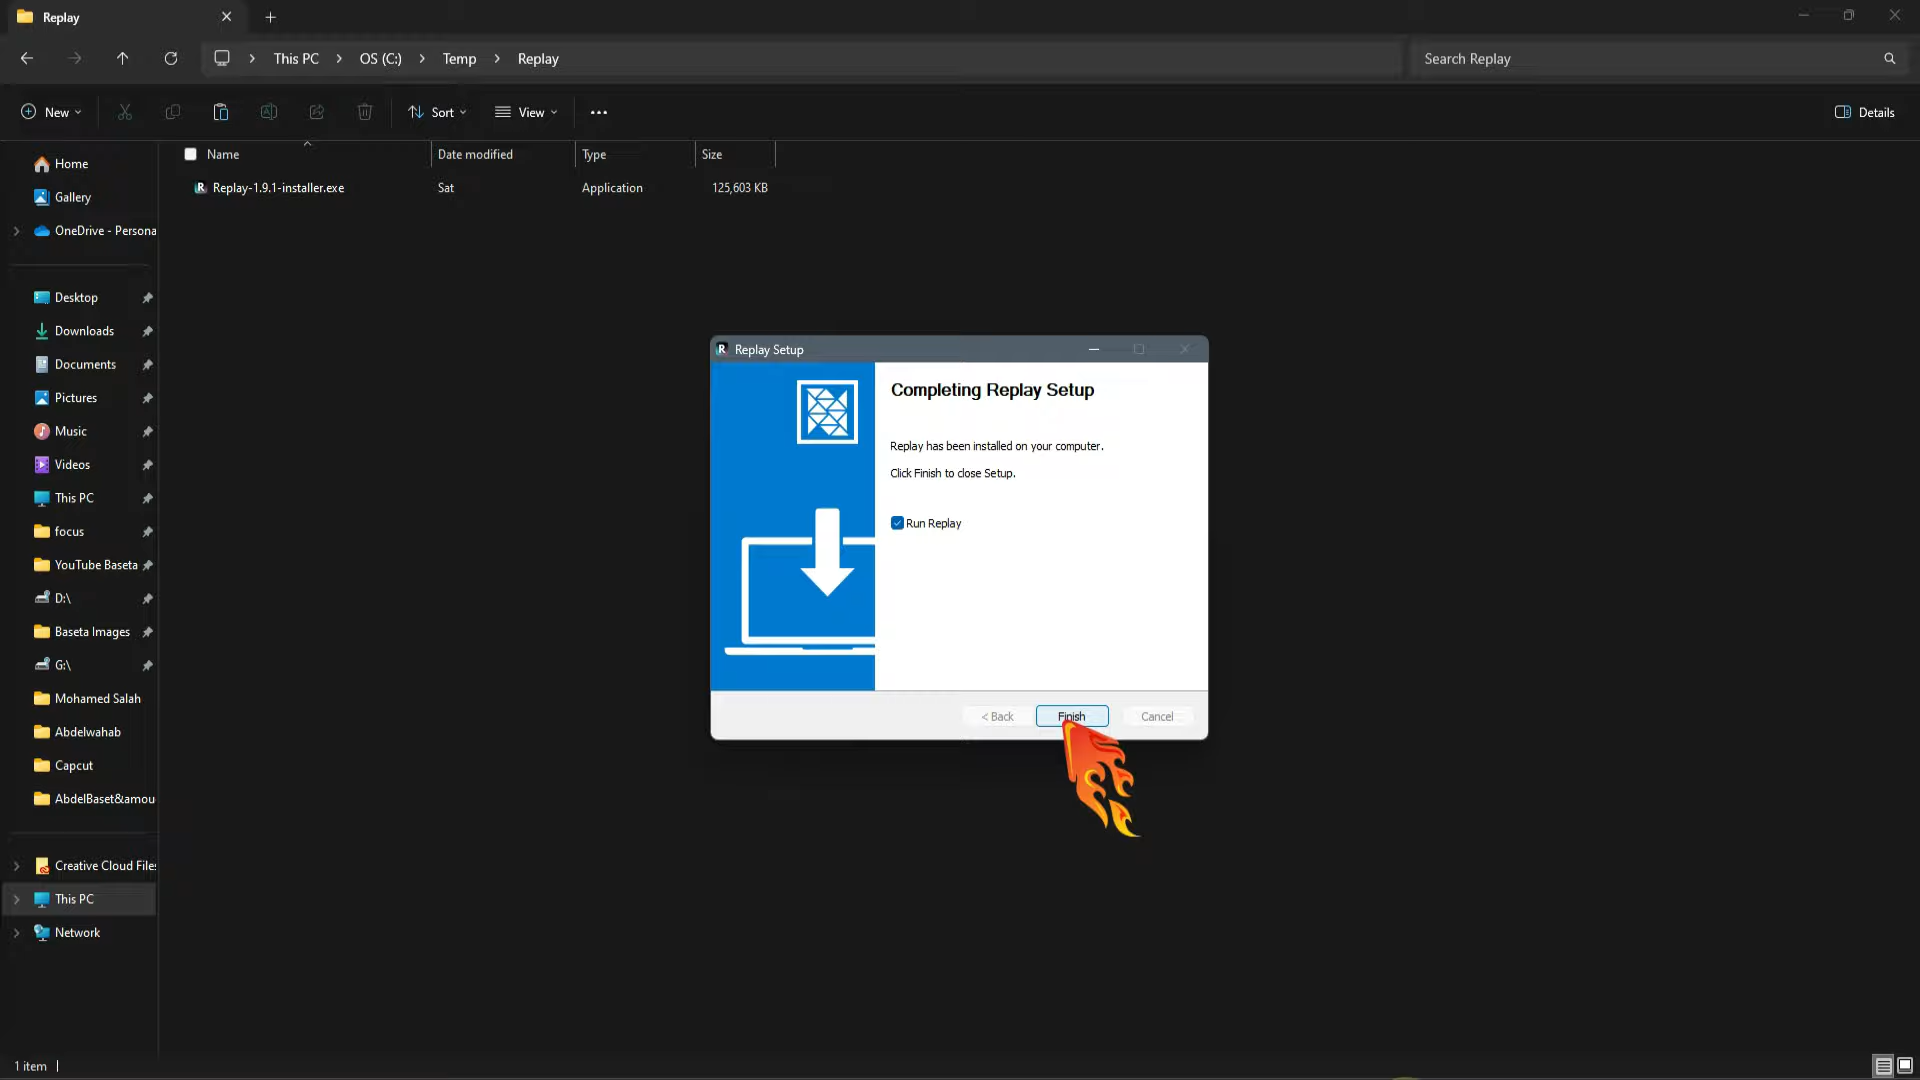 Replay
This PC > OS (C:) > Temp > Replay
Search Replay
New
Sort
View
Details
Name
Date modified
Type
Size
Replay-1.9.1-installer.exe
Sat
Application
125,603 KB
Home
Gallery
OneDrive - Persona
Desktop
Downloads
Documents
Pictures
Music
Videos
This PC
focus
YouTube Baseta
D:\
Baseta Images
G:\
Mohamed Salah
Abdelwahab
Capcut
AbdelBaset&amou
Creative Cloud Files
This PC
Network
R Replay Setup
Completing Replay Setup
Replay has been installed on your computer.
Click Finish to close Setup.
Run Replay
< Back
Finish
Cancel
1 item